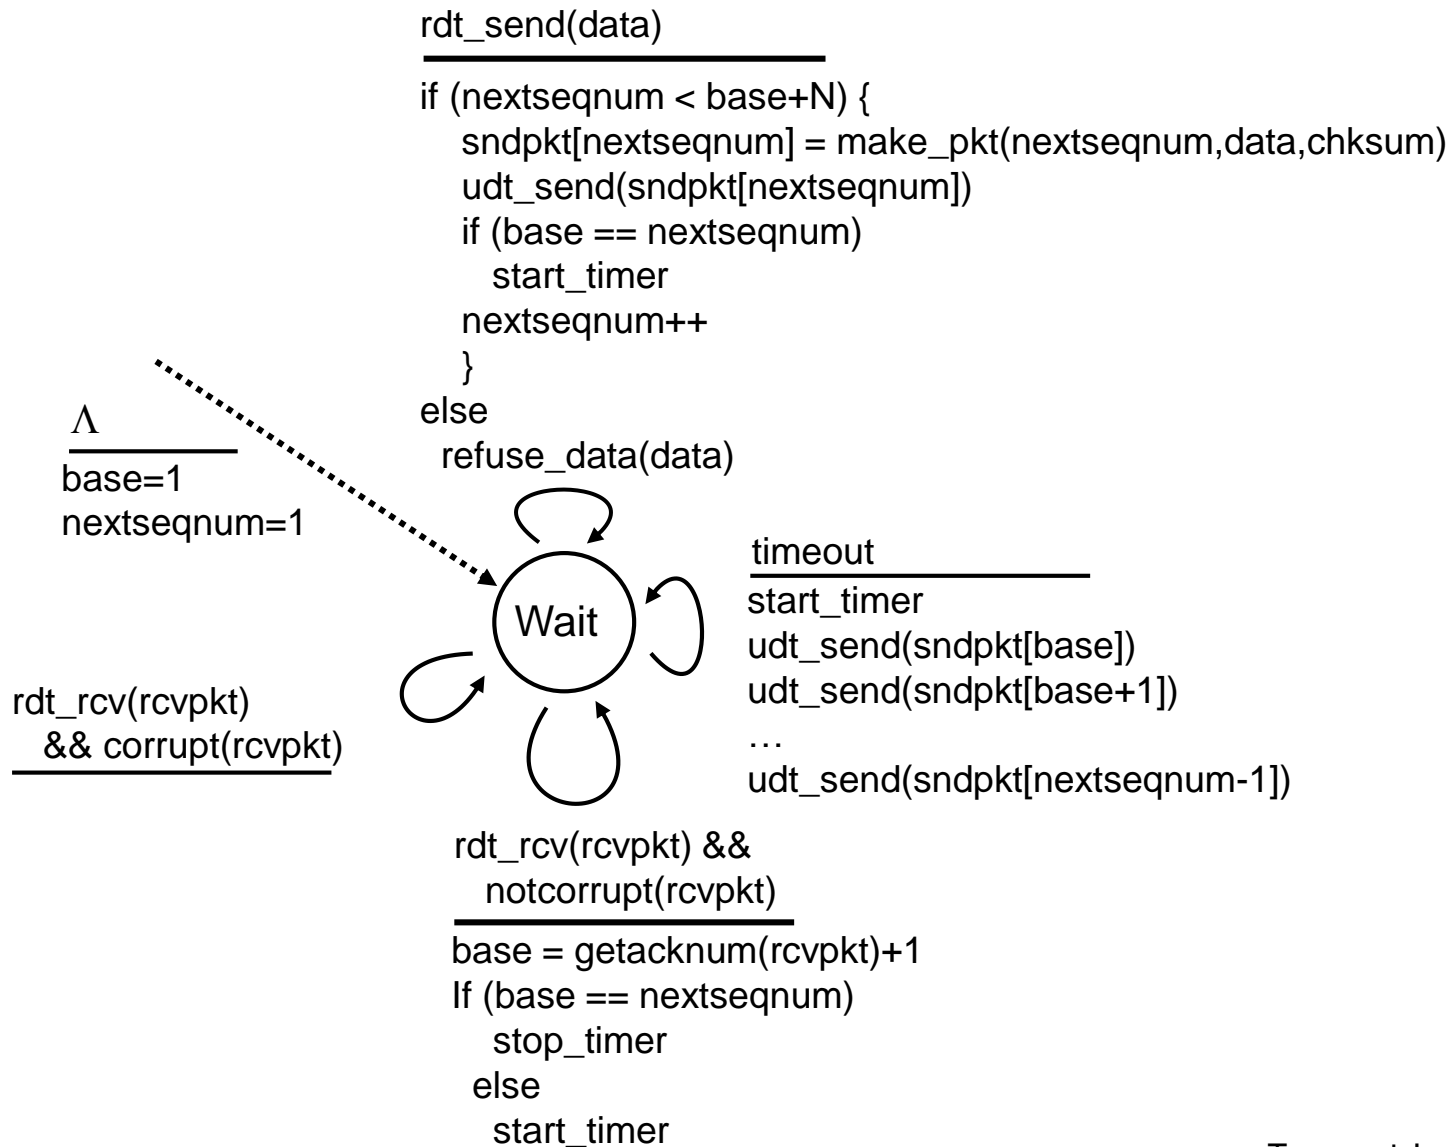 rdt_send(data)
if (nextseqnum < base+N) {
sndpkt[nextseqnum] = make_pkt(nextseqnum,data,chksum)
udt_send(sndpkt[nextseqnum])
if (base == nextseqnum)
start_timer
nextseqnum++
}
else
refuse_data(data)
Λ
base=1
nextseqnum=1
Wait
timeout
start_timer
udt_send(sndpkt[base])
udt_send(sndpkt[base+1])
…
udt_send(sndpkt[nextseqnum-1])
rdt_rcv(rcvpkt)
&& corrupt(rcvpkt)
rdt_rcv(rcvpkt) &&
notcorrupt(rcvpkt)
base = getacknum(rcvpkt)+1
If (base == nextseqnum)
stop_timer
else
start_timer